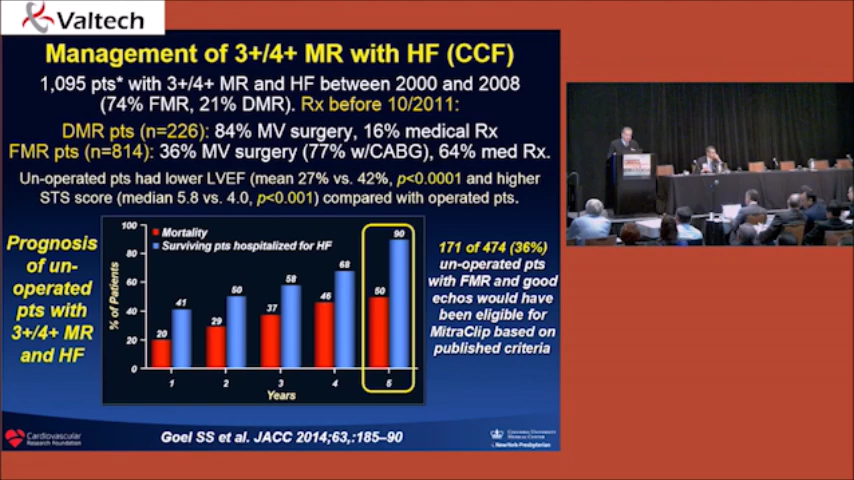 Valtech
Management of 3+/4+ MR with HF (CCF)
1,095 pts* with 3+/4+ MR and HF between 2000 and 2008
(74% FMR, 21% DMR). Rx before 10/2011:
DMR pts (n=226): 84% MV surgery, 16% medical Rx
FMR pts (n=814): 36% MV surgery (77% w/CABG), 64% med Rx.
Un-operated pts had lower LVEF (mean 27% vs. 42%, p<0.0001 and higher
STS score (median 5.8 vs. 4.0, p<0.001) compared with operated pts.
Prognosis
of un-
operated
pts with
3+/4+ MR
and HF
% of Patients
100
80
60
40
20
0
Mortality
Surviving pts hospitalized for HF
20
41
29
50
37
58
46
68
50
90
1
2
3
4
5
Years
171 of 474 (36%)
un-operated pts
with FMR and good
echos would have
been eligible for
MitraClip based on
published criteria
Cardiovascular
Research Foundation
Goel SS et al. JACC 2014;63,:185–90
Columbia University
Medical Center
NewYork-Presbyterian